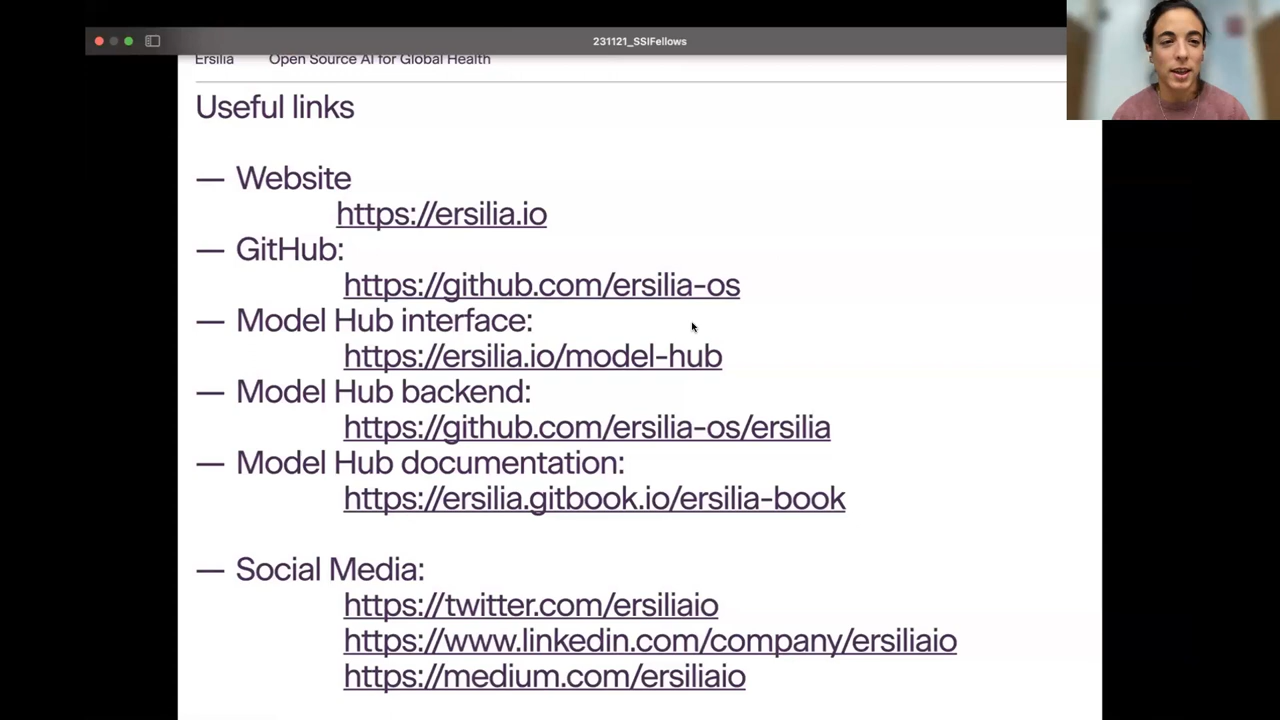 231121_SSIFellows
Ersilia Open Source AI for Global Health
Useful links
— Website
https://ersilia.io
— GitHub:
https://github.com/ersilia-os
— Model Hub interface:
https://ersilia.io/model-hub
— Model Hub backend:
https://github.com/ersilia-os/ersilia
— Model Hub documentation:
https://ersilia.gitbook.io/ersilia-book
— Social Media:
https://twitter.com/ersiliaio
https://www.linkedin.com/company/ersiliaio
https://medium.com/ersiliaio